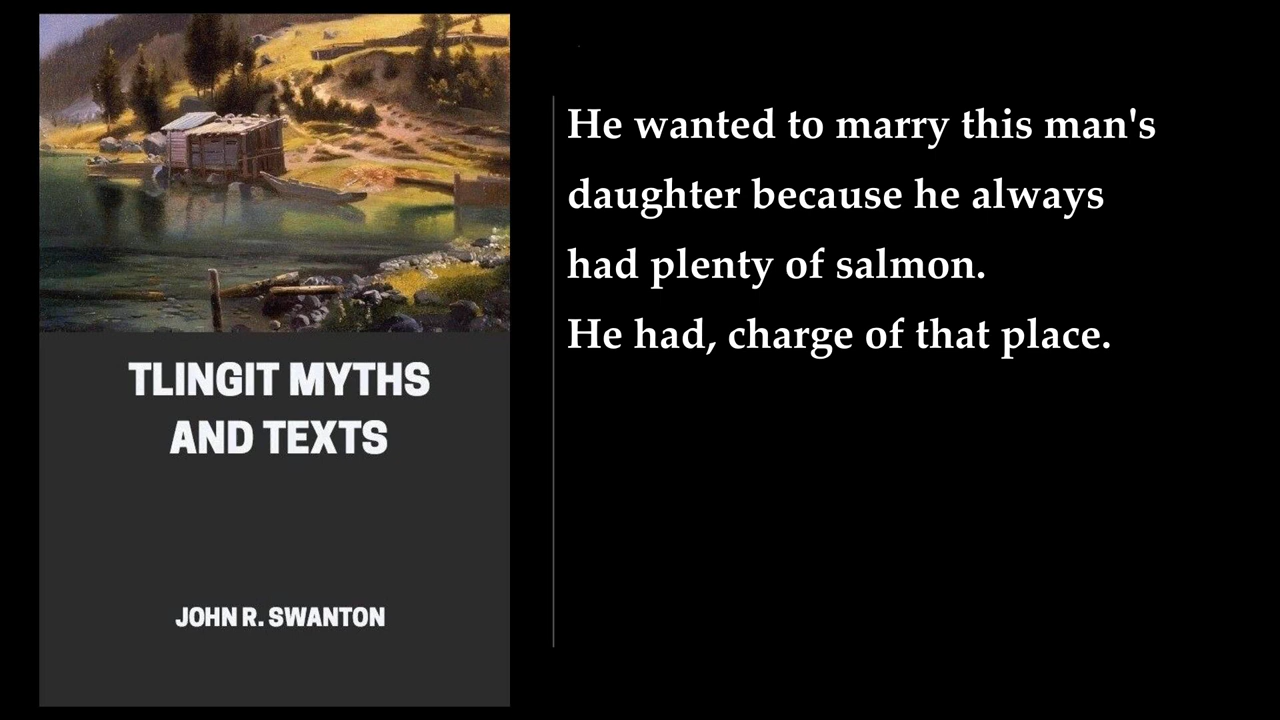 TLINGIT MYTHS
AND TEXTS
JOHN R. SWANTON
He wanted to marry this man's
daughter because he always
had plenty of salmon.
He had, charge of that place.